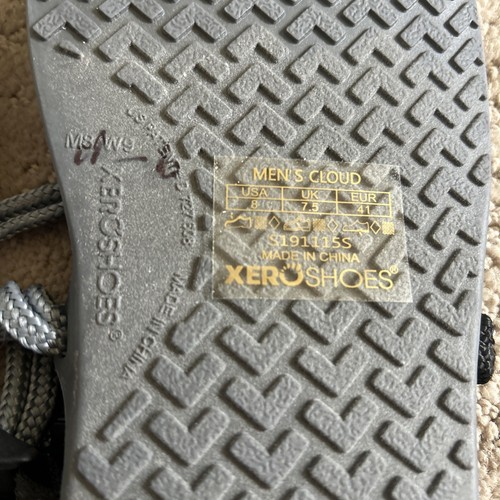 MEN'S CLOUD
USA UK EUR
8 7.5 41
S191115S
MADE IN CHINA
XEROSHOES®
M8/W9
XEROSHOES®
MADE IN CHINA